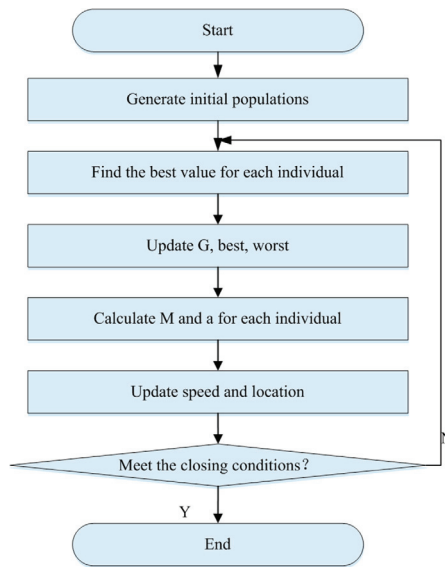 Start
Generate initial populations
Find the best value for each individual
Update G, best, worst
Calculate M and a for each individual
Update speed and location
Meet the closing conditions?
N
Y
End